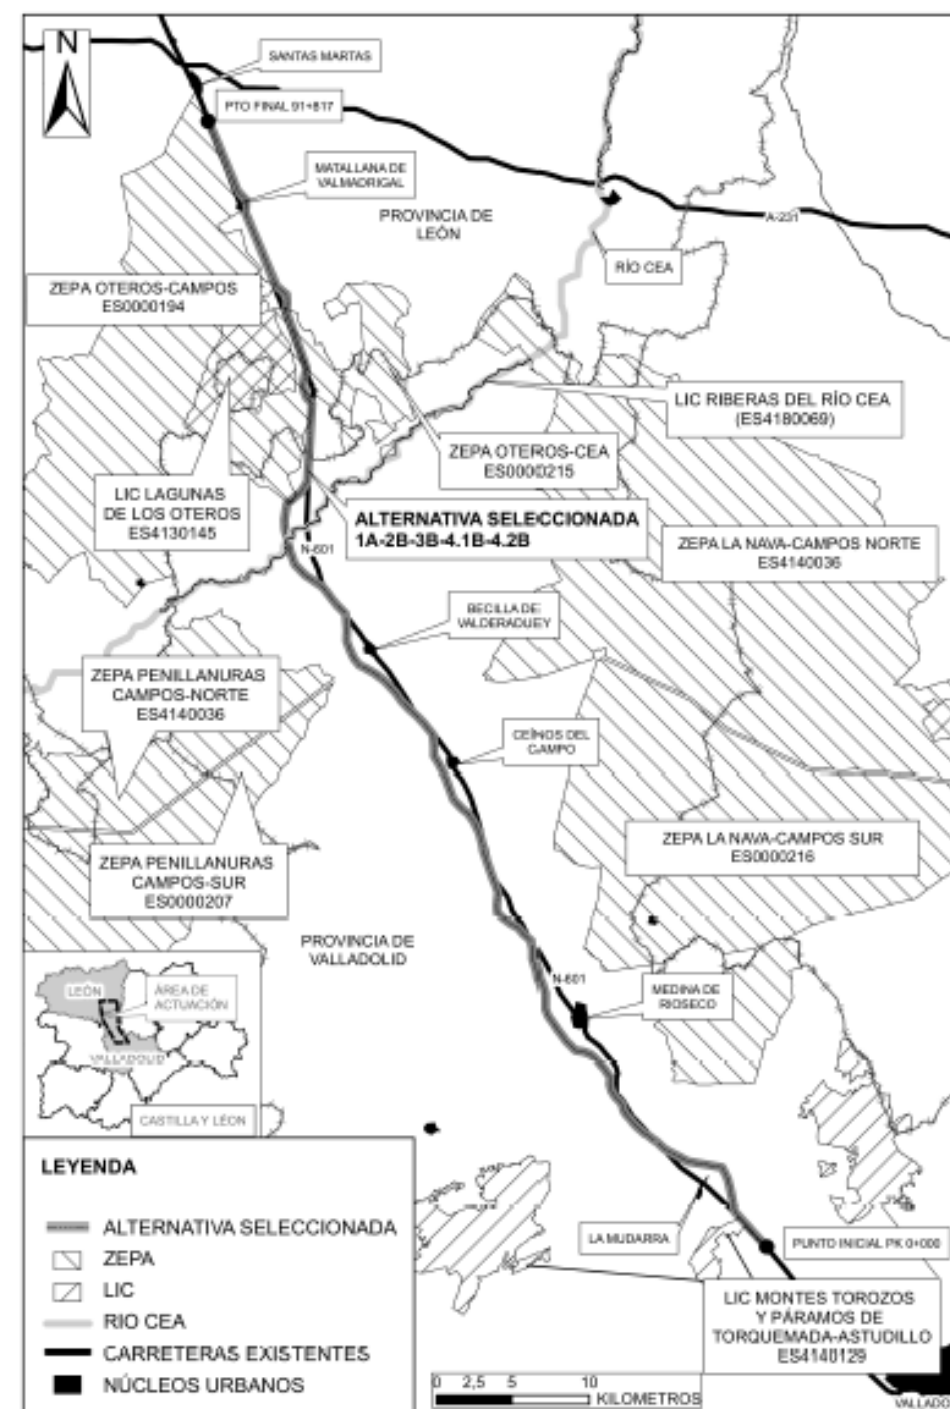 N
SANTAS MARTAS
PTO FINAL 91+817
MATALLANA DE
VALMADRIGAL
PROVINCIA DE
LEÓN
A-231
RÍO CEA
ZEPA OTEROS-CAMPOS
ES0000194
LIC RIBERAS DEL RÍO CEA
(ES4180069)
ZEPA OTEROS-CEA
ES0000215
LIC LAGUNAS
DE LOS OTEROS
ES4130145
ALTERNATIVA SELECCIONADA
1A-2B-3B-4.1B-4.2B
N-601
ZEPA LA NAVA-CAMPOS NORTE
ES4140036
BECILLA DE
VALDERADUEY
ZEPA PENILLANURAS
CAMPOS-NORTE
ES4140036
CEÍNOS DEL
CAMPO
ZEPA LA NAVA-CAMPOS SUR
ES0000216
ZEPA PENILLANURAS
CAMPOS-SUR
ES0000207
PROVINCIA DE
VALLADOLID
N-601
MEDINA DE
RIOSECO
LEÓN
ÁREA DE
ACTUACIÓN
VALLADOLID
CASTILLA Y LEÓN
LEYENDA
ALTERNATIVA SELECCIONADA
ZEPA
LIC
RIO CEA
CARRETERAS EXISTENTES
NÚCLEOS URBANOS
LA MUDARRA
PUNTO INICIAL PK 0+000
LIC MONTES TOROZOS
Y PÁRAMOS DE
TORQUEMADA-ASTUDILLO
ES4140129
0 2,5 5 10
KILOMETROS
VALLADO